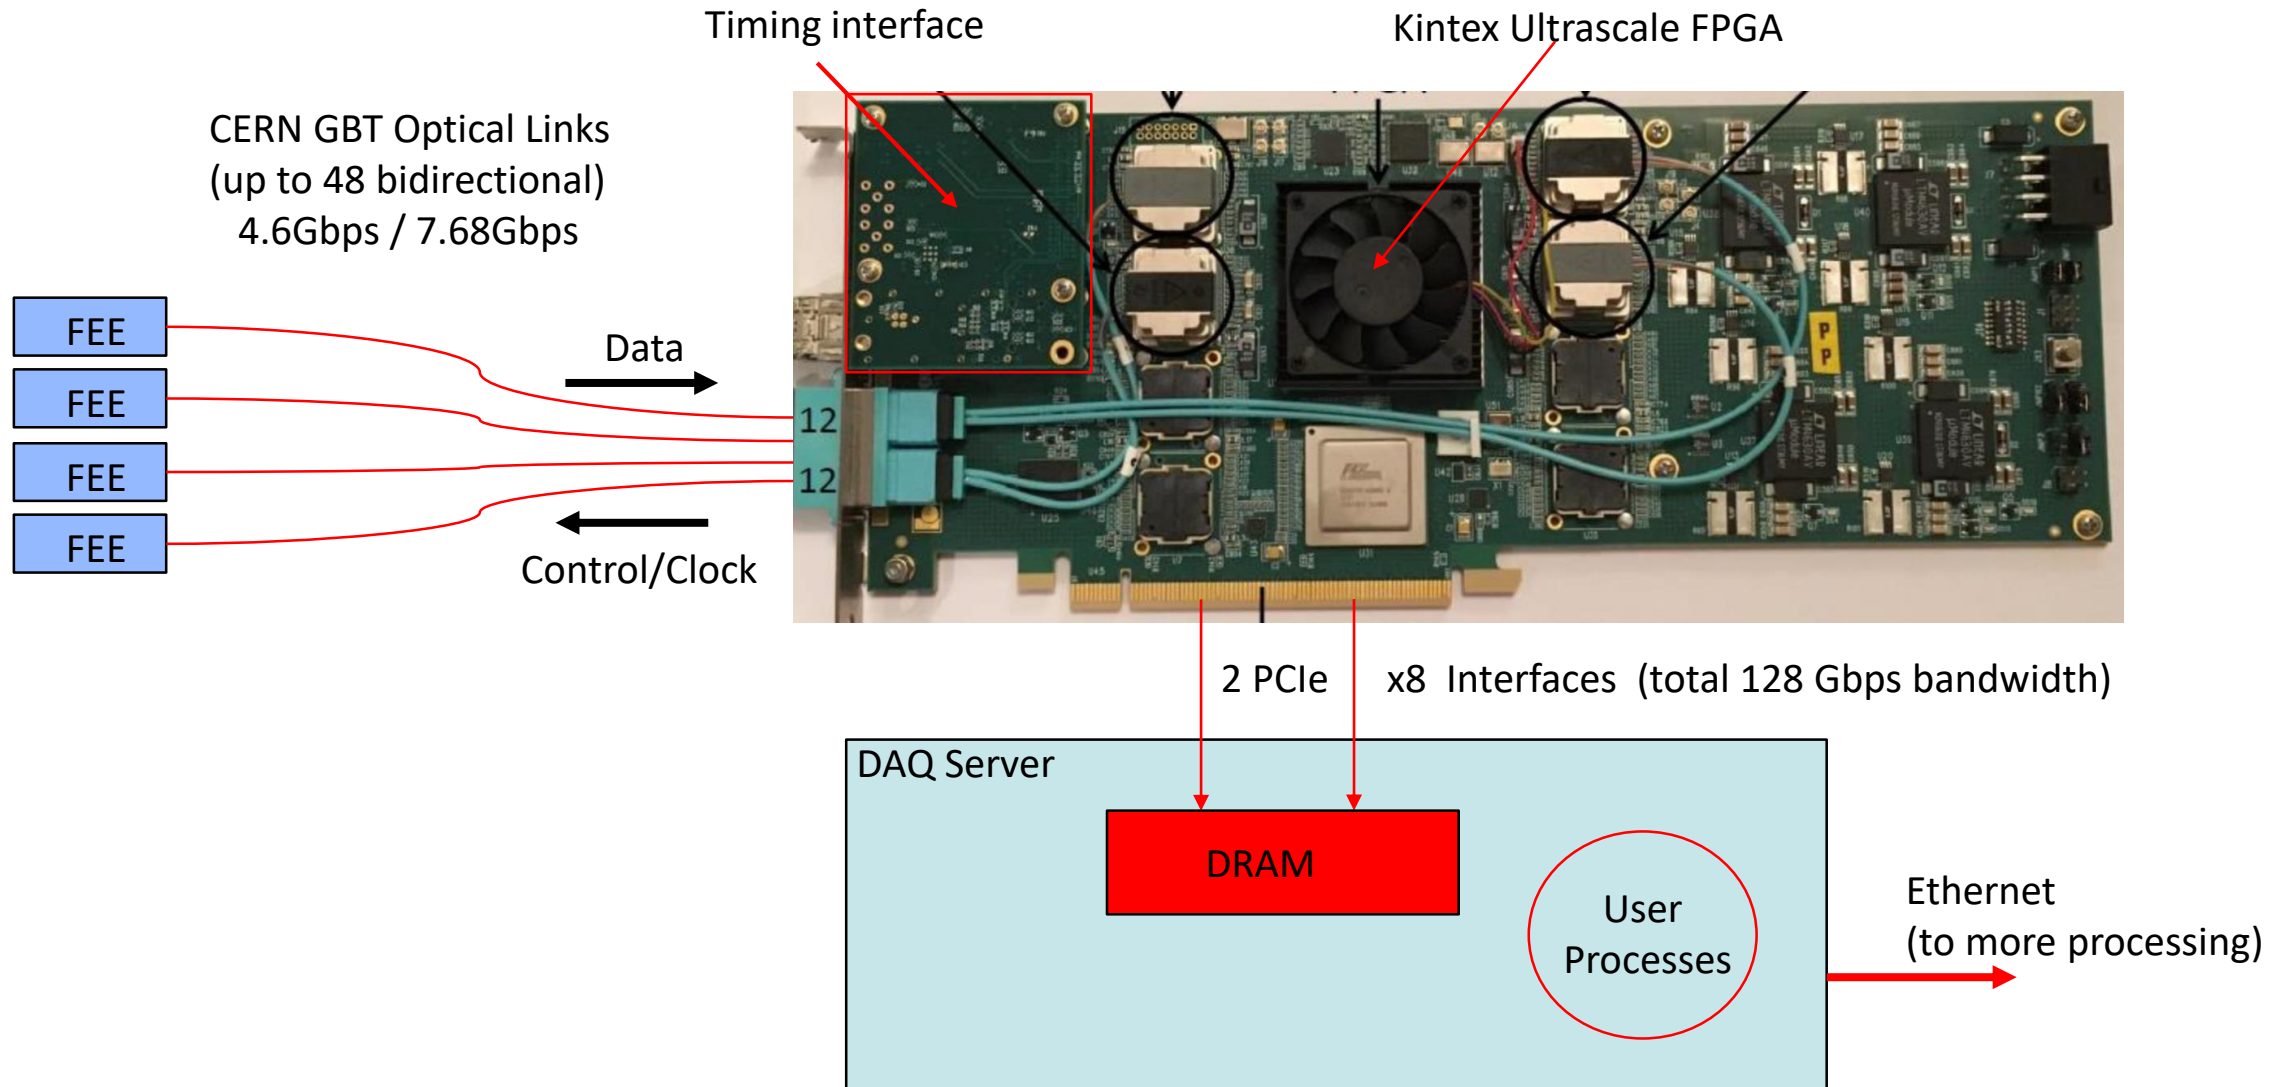 Timing interface
Kintex Ultrascale FPGA
CERN GBT Optical Links
(up to 48 bidirectional)
4.6Gbps / 7.68Gbps
FEE
FEE
FEE
FEE
Data
Control/Clock
12
12
P P
2 PCIe x8 Interfaces (total 128 Gbps bandwidth)
DAQ Server
DRAM
User
Processes
Ethernet
(to more processing)